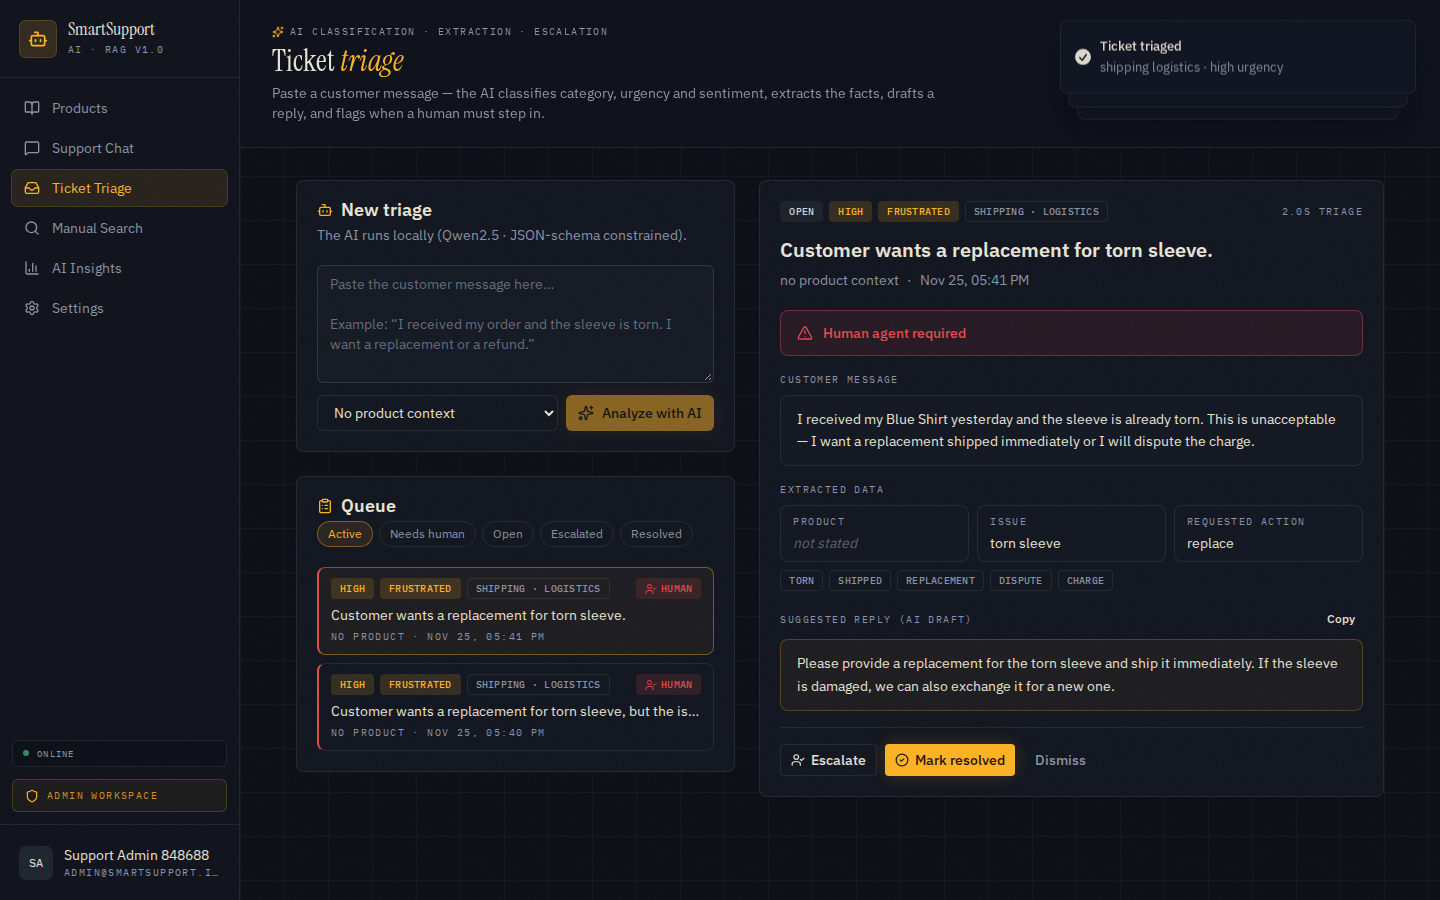 SmartSupport
AI · RAG V1.0
Products
Support Chat
Ticket Triage
Manual Search
AI Insights
Settings
ONLINE
ADMIN WORKSPACE
SA
Support Admin 848688
ADMIN@SMARTSUPPORT.I…
AI CLASSIFICATION · EXTRACTION · ESCALATION
Ticket triage
Paste a customer message — the AI classifies category, urgency and sentiment, extracts the facts, drafts a
reply, and flags when a human must step in.
Ticket triaged
shipping logistics · high urgency
New triage
The AI runs locally (Qwen2.5 · JSON-schema constrained).
Paste the customer message here…
Example: “I received my order and the sleeve is torn. I
want a replacement or a refund.”
No product context
Analyze with AI
Queue
Active
Needs human
Open
Escalated
Resolved
HIGH FRUSTRATED SHIPPING · LOGISTICS HUMAN
Customer wants a replacement for torn sleeve.
NO PRODUCT · NOV 25, 05:41 PM
HIGH FRUSTRATED SHIPPING · LOGISTICS HUMAN
Customer wants a replacement for torn sleeve, but the is…
NO PRODUCT · NOV 25, 05:40 PM
OPEN HIGH FRUSTRATED SHIPPING · LOGISTICS 2.0S TRIAGE
Customer wants a replacement for torn sleeve.
no product context · Nov 25, 05:41 PM
Human agent required
CUSTOMER MESSAGE
I received my Blue Shirt yesterday and the sleeve is already torn. This is unacceptable
— I want a replacement shipped immediately or I will dispute the charge.
EXTRACTED DATA
PRODUCT
not stated
ISSUE
torn sleeve
REQUESTED ACTION
replace
TORN SHIPPED REPLACEMENT DISPUTE CHARGE
SUGGESTED REPLY (AI DRAFT) Copy
Please provide a replacement for the torn sleeve and ship it immediately. If the sleeve
is damaged, we can also exchange it for a new one.
Escalate
Mark resolved
Dismiss